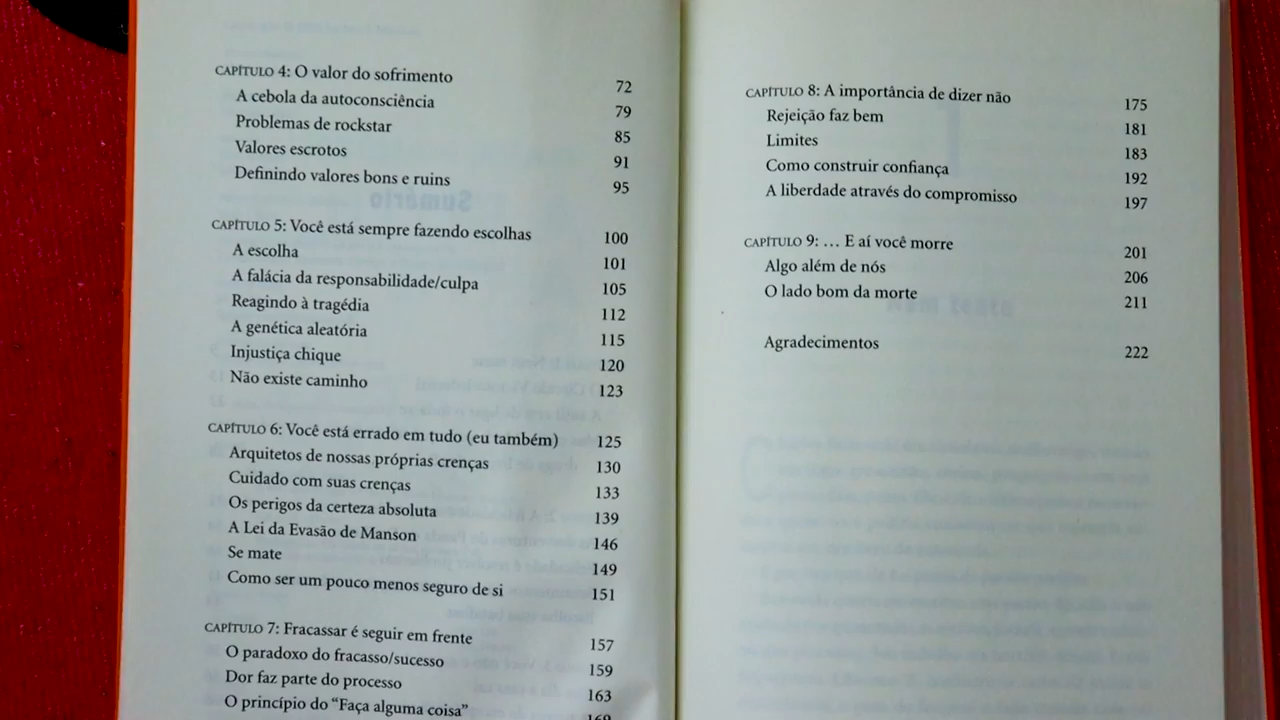 CAPÍTULO 4: O valor do sofrimento 72
A cebola da autoconsciência 79
Problemas de rockstar 85
Valores escrotos 91
Definindo valores bons e ruins 95
CAPÍTULO 5: Você está sempre fazendo escolhas 100
A escolha 101
A falácia da responsabilidade/culpa 105
Reagindo à tragédia 112
A genética aleatória 115
Injustiça chique 120
Não existe caminho 123
CAPÍTULO 6: Você está errado em tudo (eu também) 125
Arquitetos de nossas próprias crenças 130
Cuidado com suas crenças 133
Os perigos da certeza absoluta 139
A Lei da Evasão de Manson 146
Se mate 149
Como ser um pouco menos seguro de si 151
CAPÍTULO 7: Fracassar é seguir em frente 157
O paradoxo do fracasso/sucesso 159
Dor faz parte do processo 163
O princípio do “Faça alguma coisa” 169
CAPÍTULO 8: A importância de dizer não 175
Rejeição faz bem 181
Limites 183
Como construir confiança 192
A liberdade através do compromisso 197
CAPÍTULO 9: … E aí você morre 201
Algo além de nós 206
O lado bom da morte 211
Agradecimentos 222